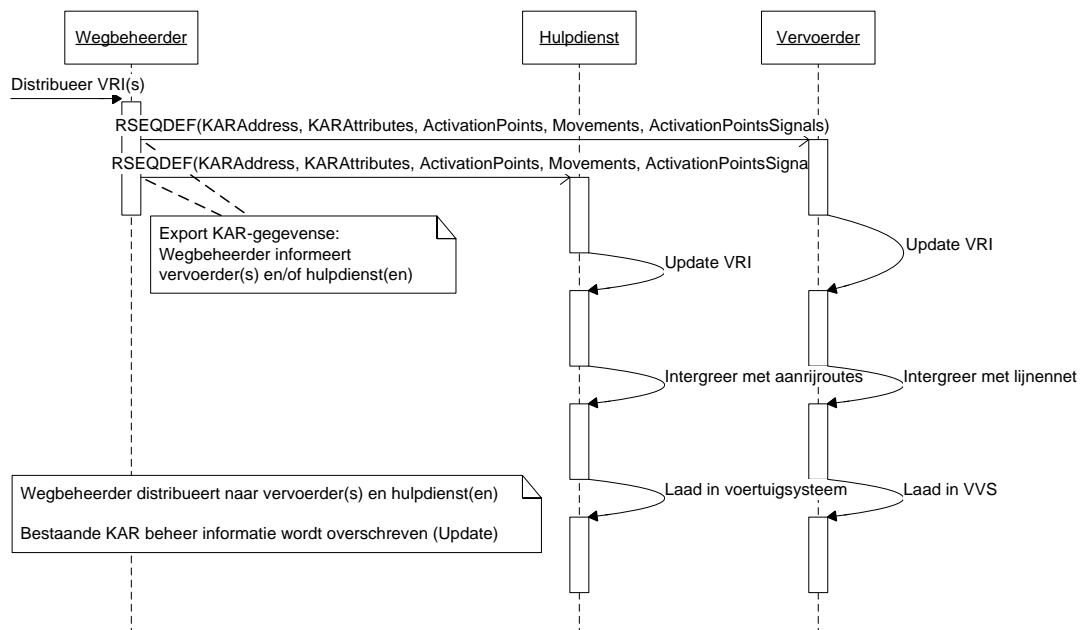 Wegbeheerder
Hulpdienst
Vervoerder
Distribueer VRI(s)
RSEQDEF(KARAddress, KARAttributes, ActivationPoints, Movements, ActivationPointsSignals)
RSEQDEF(KARAddress, KARAttributes, ActivationPoints, Movements, ActivationPointsSigna
Export KAR-gegevense:
Wegbeheerder informeert
vervoerder(s) en/of hulpdienst(en)
Update VRI
Update VRI
Intergreer met aanrijroutes
Intergreer met lijnennet
Wegbeheerder distribueert naar vervoerder(s) en hulpdienst(en)
Bestaande KAR beheer informatie wordt overschreven (Update)
Laad in voertuigsysteem
Laad in VVS